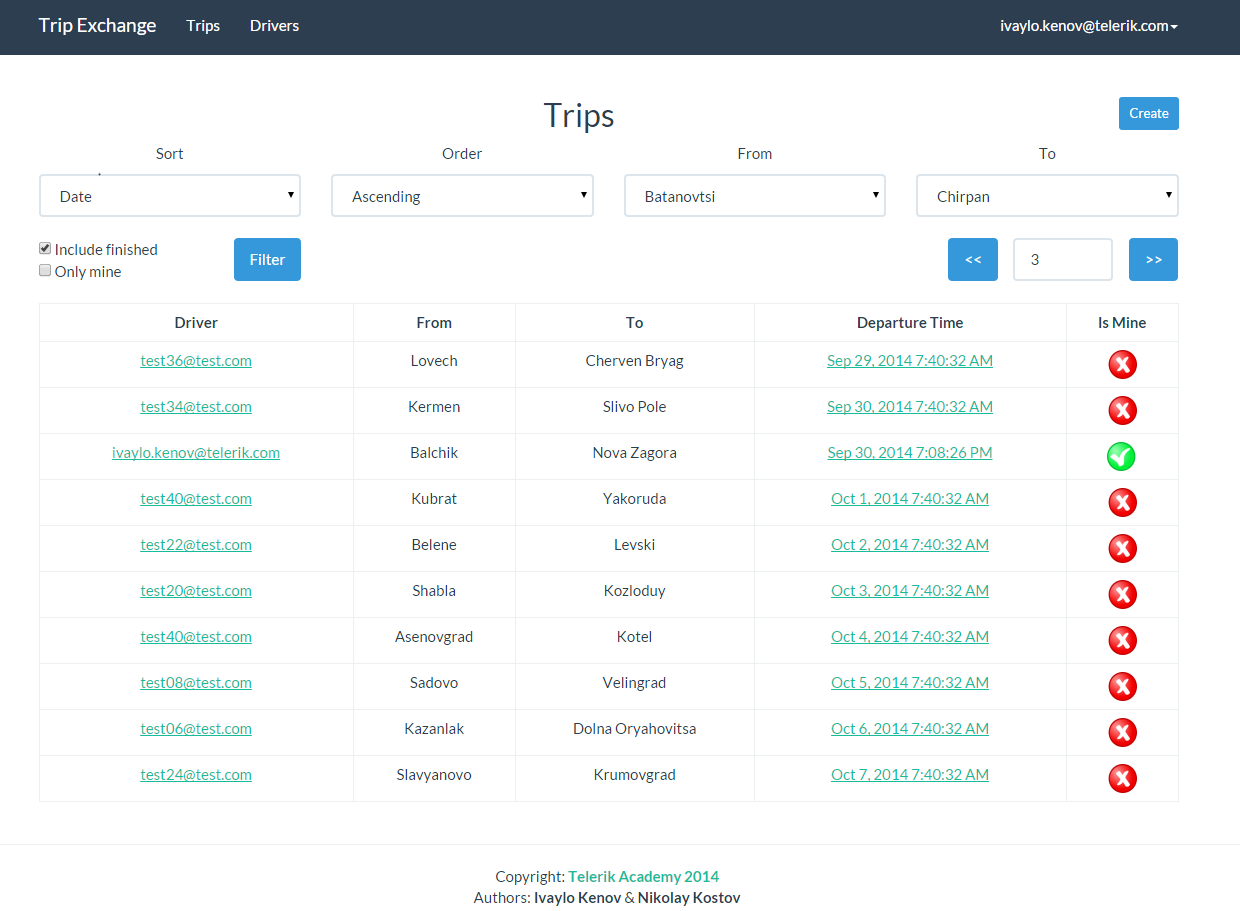 Trip Exchange Trips Drivers ivaylo.kenov@telerik.com
Trips Create
Sort Order From To
Date Ascending Batanovtsi Chirpan
Include finished
Only mine
Filter << 3 >>
Driver From To Departure Time Is Mine
test36@test.com Lovech Cherven Bryag Sep 29, 2014 7:40:32 AM
test34@test.com Kermen Slivo Pole Sep 30, 2014 7:40:32 AM
ivaylo.kenov@telerik.com Balchik Nova Zagora Sep 30, 2014 7:08:26 PM
test40@test.com Kubrat Yakoruda Oct 1, 2014 7:40:32 AM
test22@test.com Belene Levski Oct 2, 2014 7:40:32 AM
test20@test.com Shabla Kozloduy Oct 3, 2014 7:40:32 AM
test40@test.com Asenovgrad Kotel Oct 4, 2014 7:40:32 AM
test08@test.com Sadovo Velingrad Oct 5, 2014 7:40:32 AM
test06@test.com Kazanlak Dolna Oryahovitsa Oct 6, 2014 7:40:32 AM
test24@test.com Slavyanovo Krumovgrad Oct 7, 2014 7:40:32 AM
Copyright: Telerik Academy 2014
Authors: Ivaylo Kenov & Nikolay Kostov